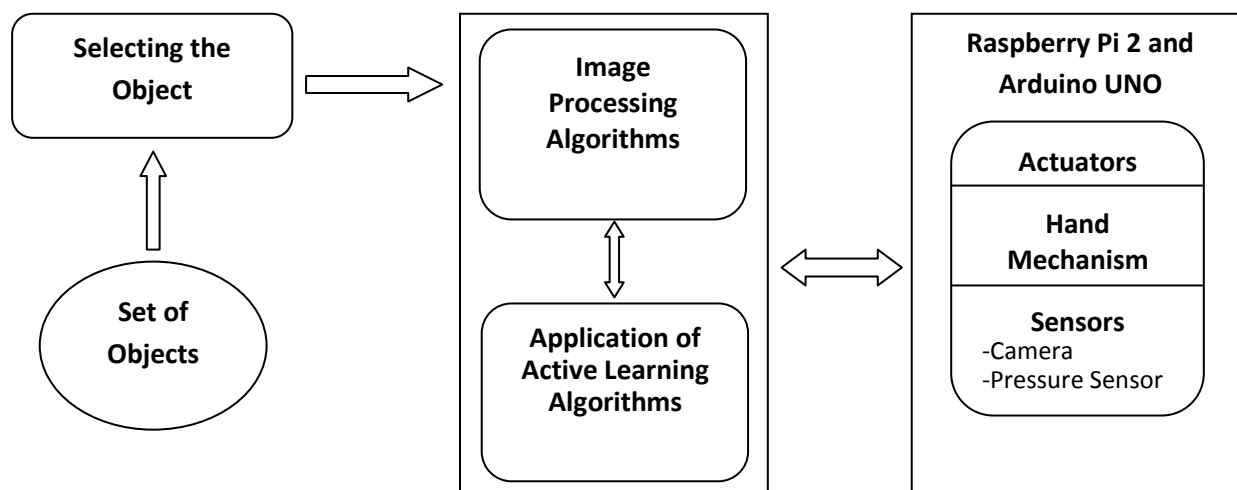 Selecting the
Object
Set of
Objects
Image
Processing
Algorithms
Application of
Active Learning
Algorithms
Raspberry Pi 2 and
Arduino UNO
Actuators
Hand
Mechanism
Sensors
-Camera
-Pressure Sensor